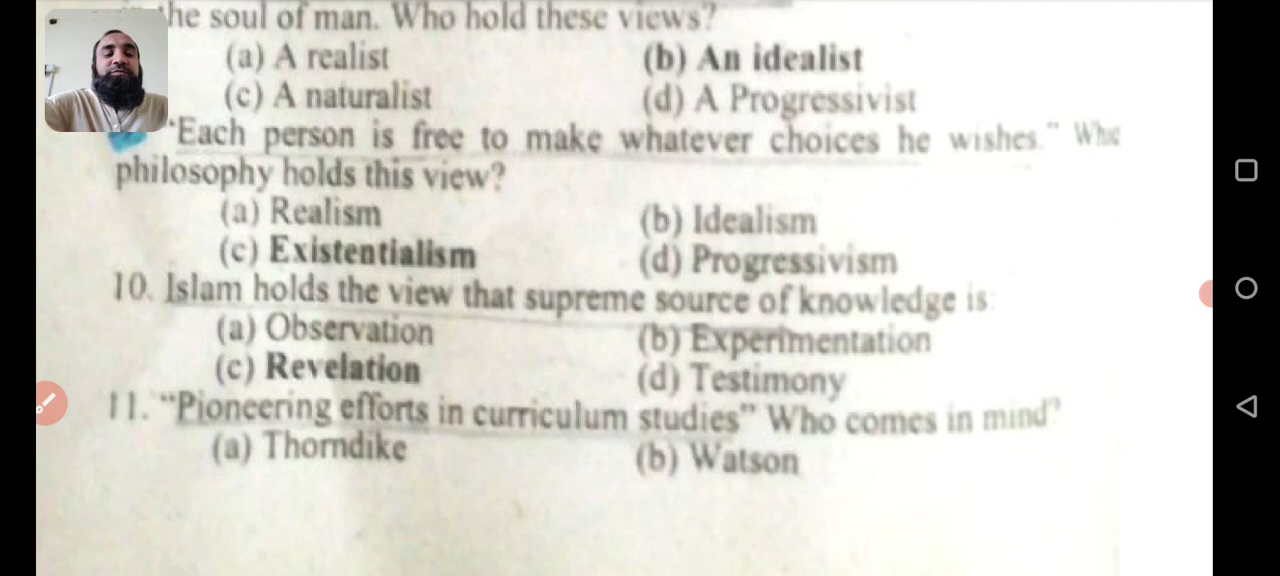 the soul of man. Who hold these views?
(a) A realist (b) An idealist
(c) A naturalist (d) A Progressivist
"Each person is free to make whatever choices he wishes."
philosophy holds this view?
(a) Realism (b) Idealism
(c) Existentialism (d) Progressivism
10. Islam holds the view that supreme source of knowledge is:
(a) Observation (b) Experimentation
(c) Revelation (d) Testimony
11. "Pioneering efforts in curriculum studies" Who comes in mind?
(a) Thorndike (b) Watson